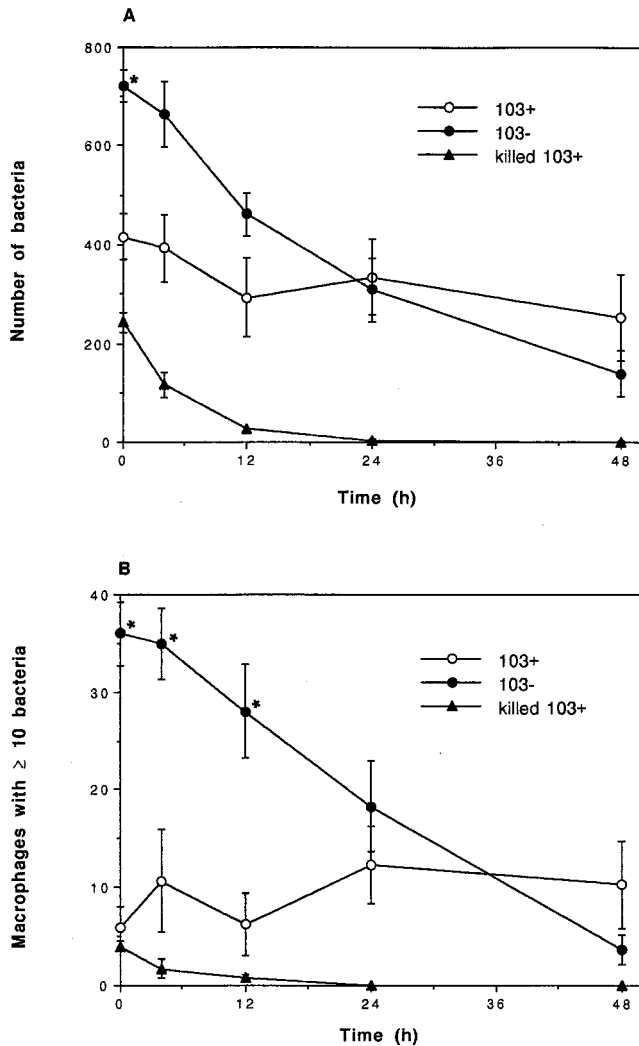 A
800
600
400
200
0
Number of bacteria
*
103+
103-
killed 103+
0 12 24 36 48
Time (h)
B
40
30
20
10
0
Macrophages with ≥ 10 bacteria
* * *
103+
103-
killed 103+
0 12 24 36 48
Time (h)